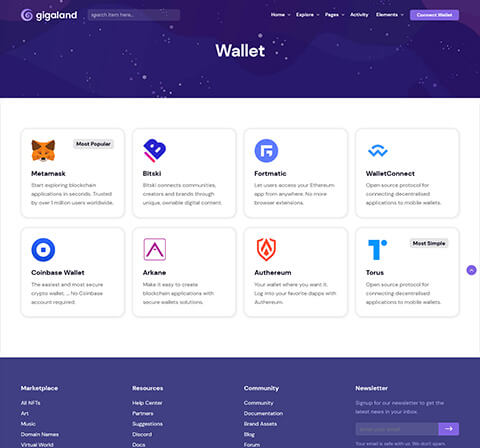 gigaland
search item here...
Home
Explore
Pages
Activity
Elements
Connect Wallet
Wallet
Most Popular
Metamask
Start exploring blockchain
applications in seconds. Trusted
by over 1 million users worldwide.
Bitski
Bitski connects communities,
creators and brands through
unique, ownable digital content.
Fortmatic
Let users access your Ethereum
app from anywhere. No more
browser extensions.
WalletConnect
Open source protocol for
connecting decentralised
applications to mobile wallets.
Coinbase Wallet
The easiest and most secure
crypto wallet. ... No Coinbase
account required.
Arkane
Make it easy to create
blockchain applications with
secure wallets solutions.
Authereum
Your wallet where you want it.
Log into your favorite dapps with
Authereum.
Most Simple
Torus
Open source protocol for
connecting decentralised
applications to mobile wallets.
Marketplace
All NFTs
Art
Music
Domain Names
Virtual World
Resources
Help Center
Partners
Suggestions
Discord
Docs
Community
Community
Documentation
Brand Assets
Blog
Forum
Newsletter
Signup for our newsletter to get the
latest news in your inbox.
enter your email
Your email is safe with us. We don't spam.